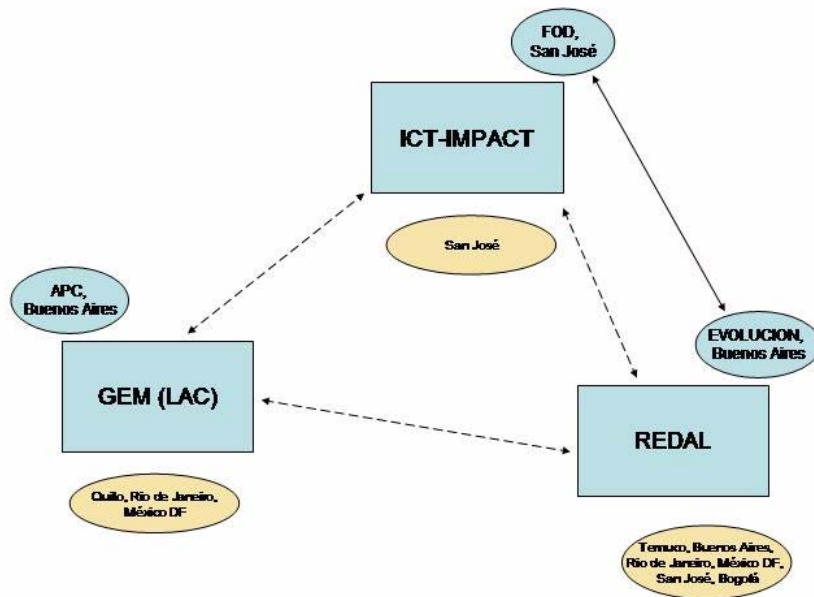 FOD,
San José
ICT-IMPACT
San José
APC,
Buenos Aires
EVOLUCION,
Buenos Aires
GEM (LAC)
REDAL
Quito, Rio de Janeiro,
México DF
Temuco, Buenos Aires,
Rio de Janeiro, México DF,
San José, Bogotá